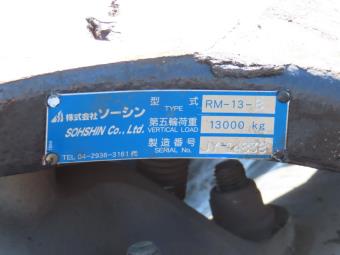 株式会社ソーシン
SOHSHIN Co., Ltd.
TEL 04-2936-3161 代
型式 RM-13-
TYPE
第五輪荷重 13000 kg
VERTICAL LOAD
製造番号
SERIAL No.